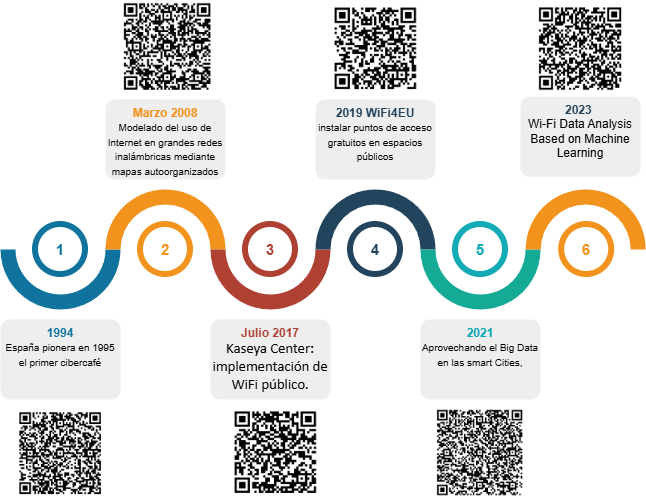 Marzo 2008
Modelado del uso de
Internet en grandes redes
inalámbricas mediante
mapas autoorganizados
2019 WiFi4EU
instalar puntos de acceso
gratuitos en espacios
públicos
2023
Wi-Fi Data Analysis
Based on Machine
Learning
1
2
3
4
5
6
1994
España pionera en 1995
el primer cibercafé
Julio 2017
Kaseya Center:
implementación de
WiFi público.
2021
Aprovechando el Big Data
en las smart Cities,